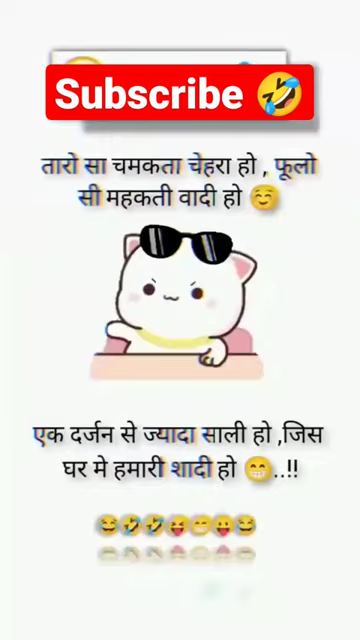 Subscribe 🤣
तारो सा चमकता चेहरा हो , फूलो
सी महकती वादी हो ☺️
एक दर्जन से ज्यादा साली हो ,जिस
घर मे हमारी शादी हो 😁..!!
😂🤣🤣😝😁😛😂